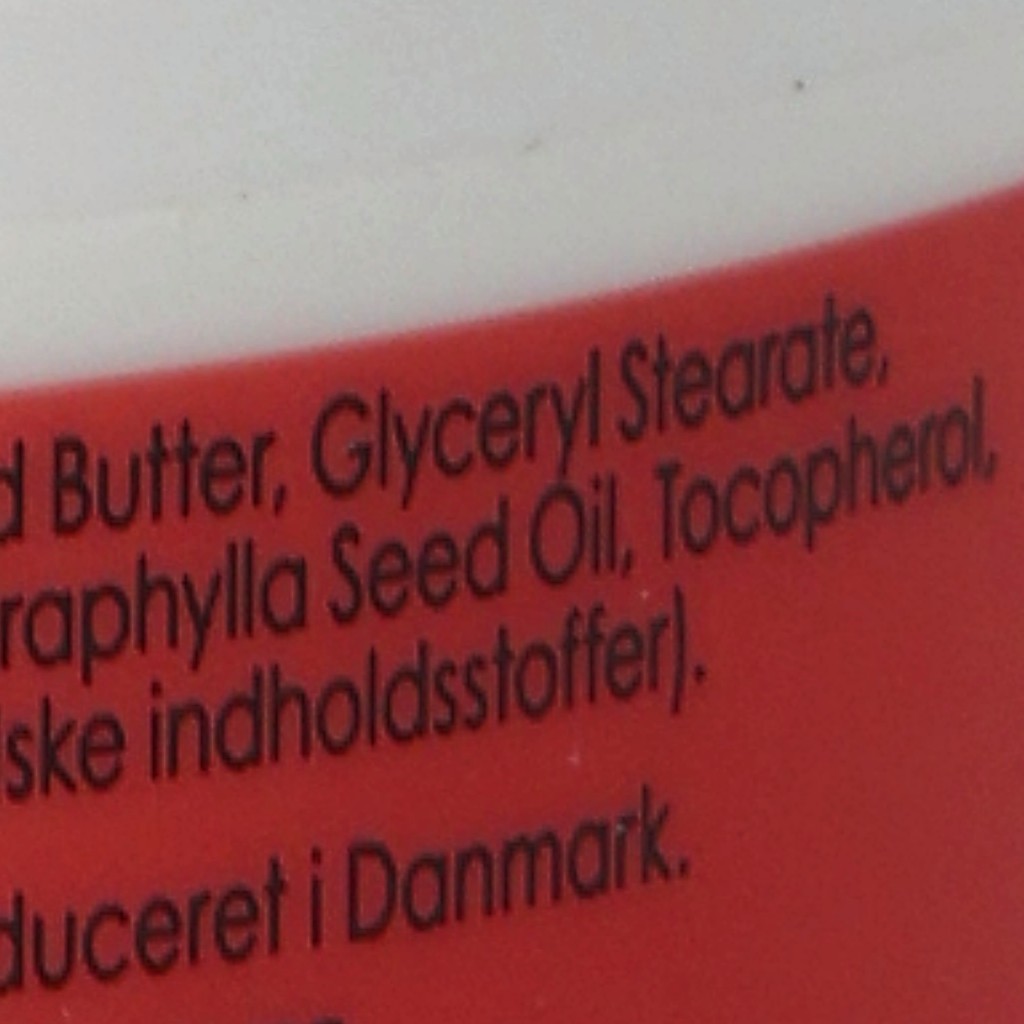 d Butter, Glyceryl Stearate,
raphylla Seed Oil, Tocopherol,
ske indholdsstoffer).
duceret i Danmark.